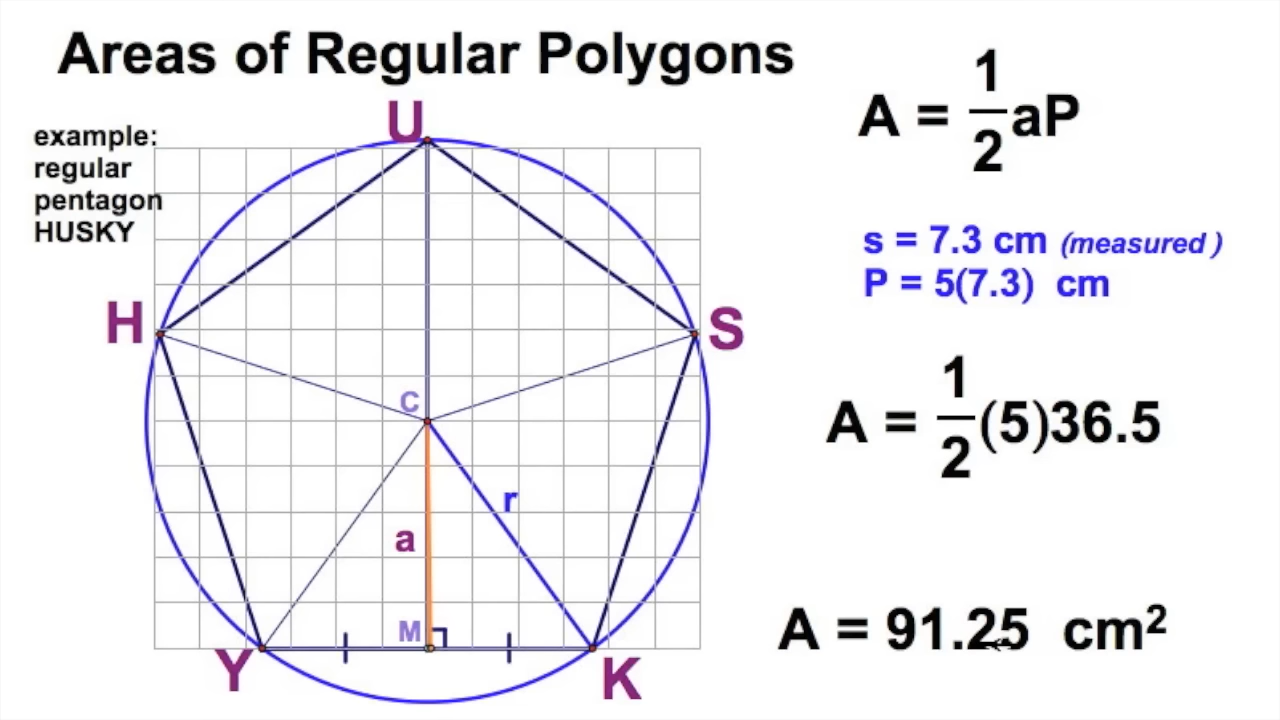 Areas of Regular Polygons
example:
regular
pentagon
HUSKY
U
H
S
C
r
a
M
Y
K
A = 1/2 aP
s = 7.3 cm (measured )
P = 5(7.3) cm
A = 1/2 (5)36.5
A = 91.25 cm²